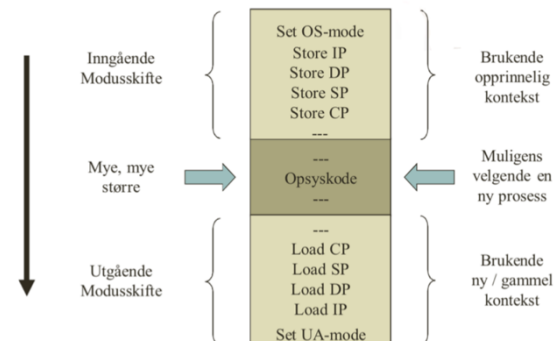 Set OS-mode
Store IP
Store DP
Store SP
Store CP
---
Inngående
Modusskifte
Brukende
opprinnelig
kontekst
Mye, mye
større
---
Opsyskode
---
Muligens
velgende en
ny prosess
Utgående
Modusskifte
---
Load CP
Load SP
Load DP
Load IP
Set UA-mode
Brukende
ny / gammel
kontekst